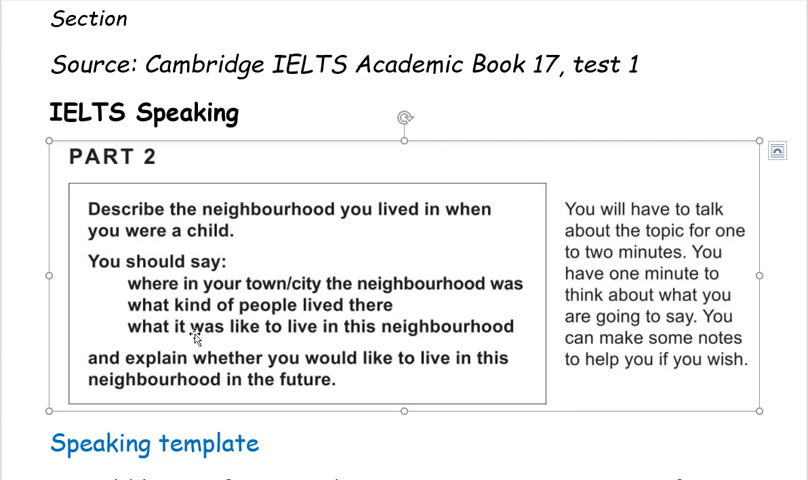 Section
Source: Cambridge IELTS Academic Book 17, test 1
IELTS Speaking
PART 2
Describe the neighbourhood you lived in when
you were a child.
You should say:
where in your town/city the neighbourhood was
what kind of people lived there
what it was like to live in this neighbourhood
and explain whether you would like to live in this
neighbourhood in the future.
You will have to talk
about the topic for one
to two minutes. You
have one minute to
think about what you
are going to say. You
can make some notes
to help you if you wish.
Speaking template